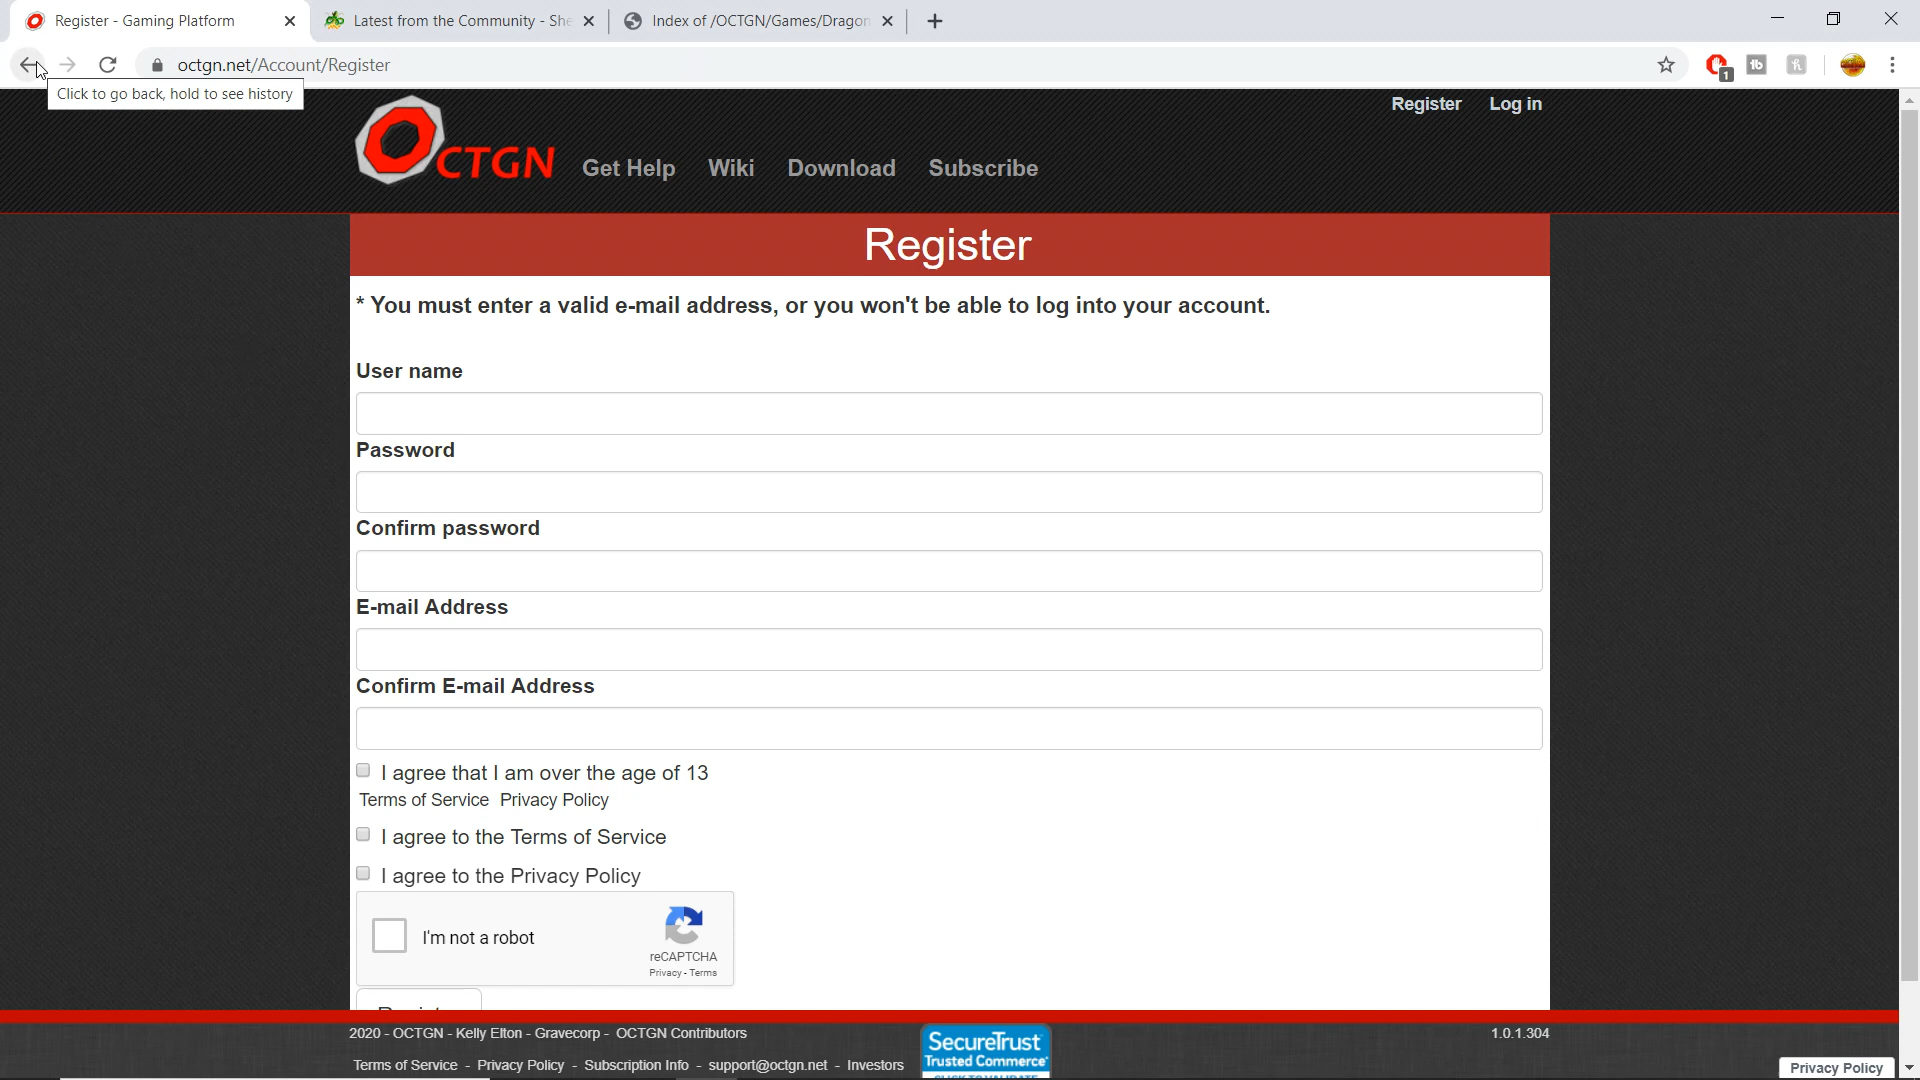 Register - Gaming Platform
Latest from the Community - She
Index of /OCTGN/Games/Dragon
octgn.net/Account/Register
1
Click to go back, hold to see history
Register Log in
OCTGN
Get Help Wiki Download Subscribe
Register
* You must enter a valid e-mail address, or you won't be able to log into your account.
User name
Password
Confirm password
E-mail Address
Confirm E-mail Address
I agree that I am over the age of 13
Terms of Service Privacy Policy
I agree to the Terms of Service
I agree to the Privacy Policy
I'm not a robot
reCAPTCHA
Privacy - Terms
Register
2020 - OCTGN - Kelly Elton - Gravecorp - OCTGN Contributors
1.0.1.304
Terms of Service - Privacy Policy - Subscription Info - support@octgn.net - Investors
SecureTrust
Trusted Commerce
CLICK TO VALIDATE
Privacy Policy